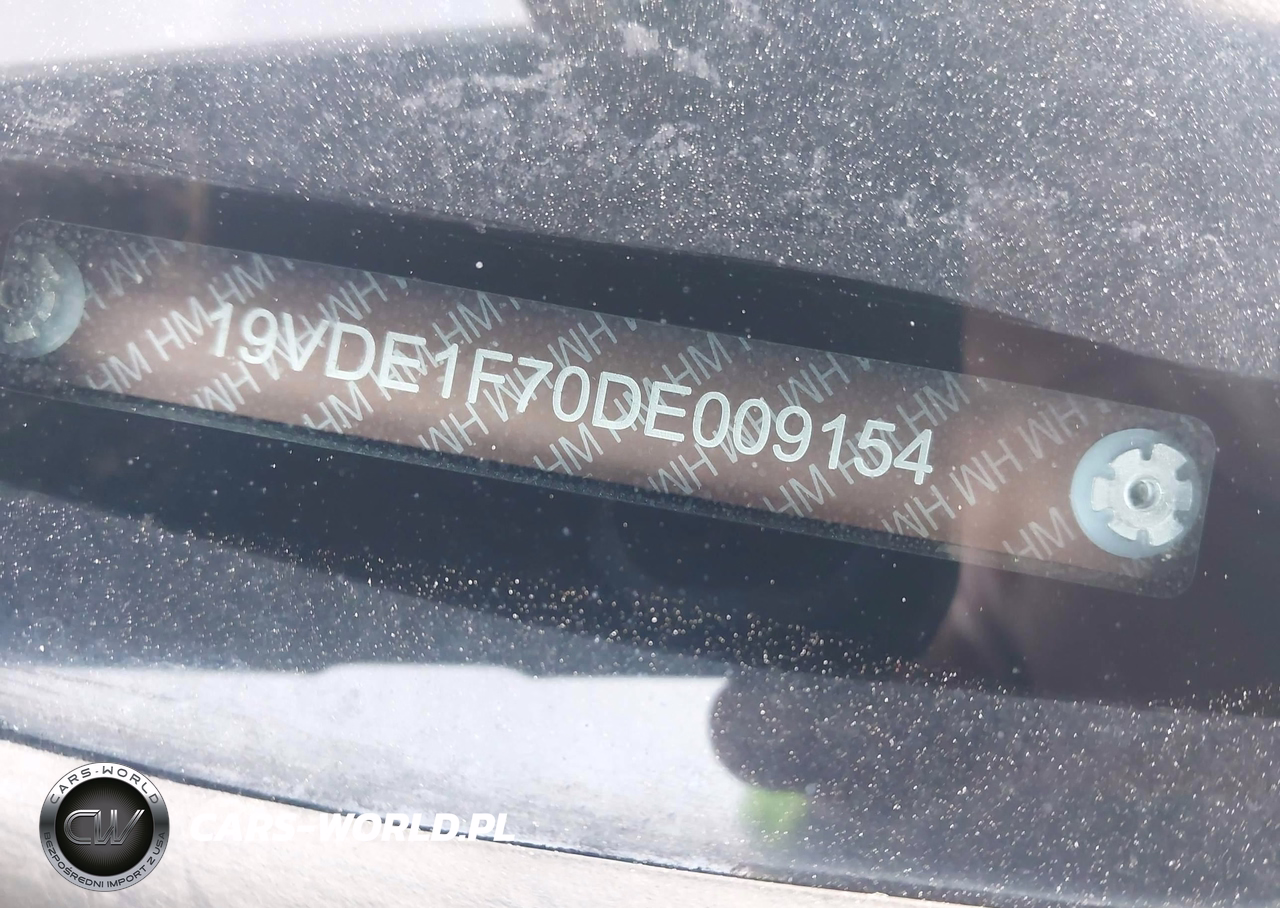 19VDE1F70DE009154
CARS-WORLD
CW
BEZPOŚREDNI IMPORT Z USA
CARS-WORLD.PL